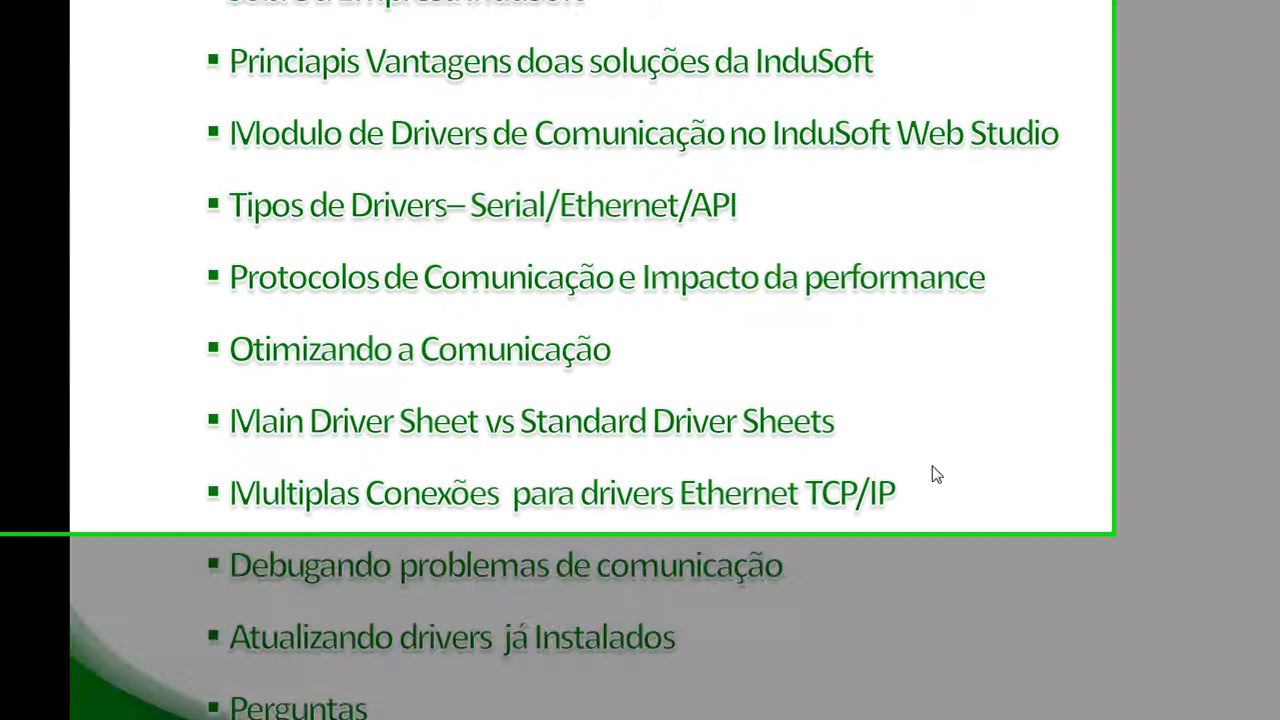 Principais Vantagens doas soluções da InduSoft
Modulo de Drivers de Comunicação no InduSoft Web Studio
Tipos de Drivers– Serial/Ethernet/API
Protocolos de Comunicação e Impacto da performance
Otimizando a Comunicação
Main Driver Sheet vs Standard Driver Sheets
Multiplas Conexões para drivers Ethernet TCP/IP
Debugando problemas de comunicação
Atualizando drivers já Instalados
Perguntas